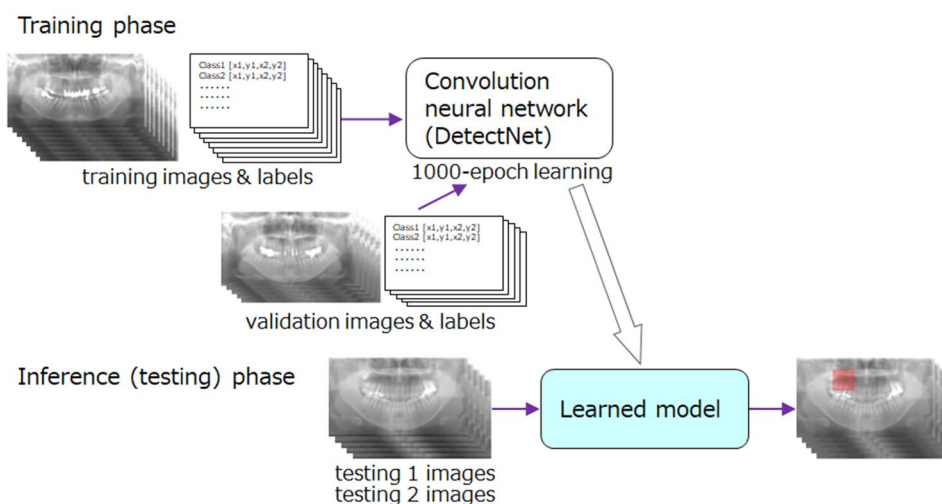 Training phase
Class1 [x1,y1,x2,y2]
Class2 [x1,y1,x2,y2]
......
......
......
Convolution
neural network
(DetectNet)
training images & labels
1000-epoch learning
Class1 [x1,y1,x2,y2]
Class2 [x1,y1,x2,y2]
......
......
......
validation images & labels
Inference (testing) phase
Learned model
testing 1 images
testing 2 images